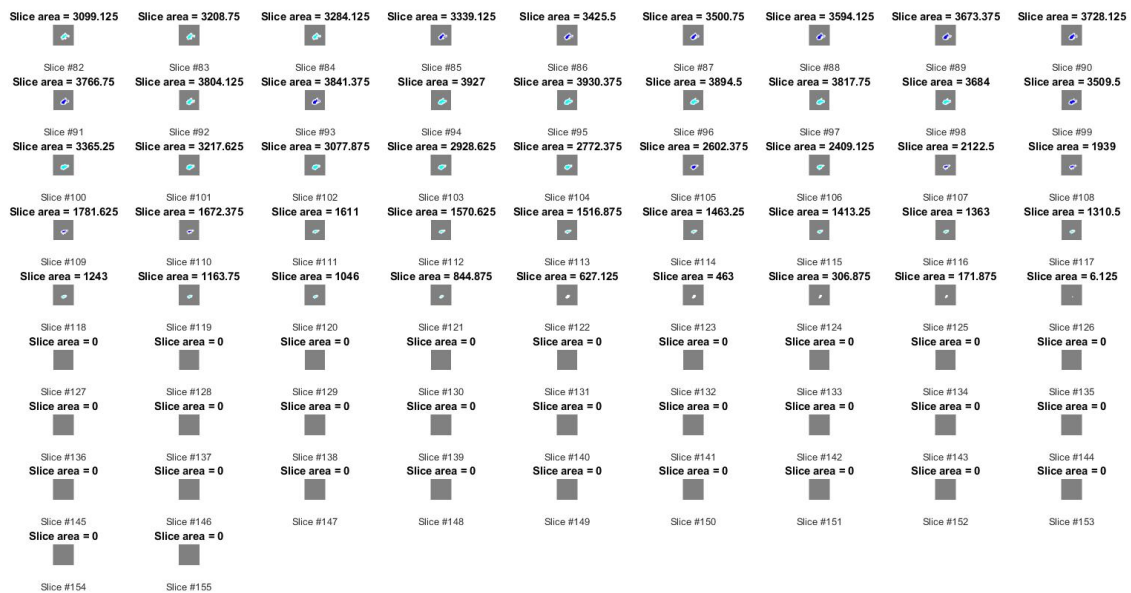 Slice area = 3099.125 Slice area = 3208.75 Slice area = 3284.125 Slice area = 3339.125 Slice area = 3425.5 Slice area = 3500.75 Slice area = 3594.125 Slice area = 3673.375 Slice area = 3728.125
Slice #82 Slice #83 Slice #84 Slice #85 Slice #86 Slice #87 Slice #88 Slice #89 Slice #90
Slice area = 3766.75 Slice area = 3804.125 Slice area = 3841.375 Slice area = 3927 Slice area = 3930.375 Slice area = 3894.5 Slice area = 3817.75 Slice area = 3684 Slice area = 3509.5
Slice #91 Slice #92 Slice #93 Slice #94 Slice #95 Slice #96 Slice #97 Slice #98 Slice #99
Slice area = 3365.25 Slice area = 3217.625 Slice area = 3077.875 Slice area = 2928.625 Slice area = 2772.375 Slice area = 2602.375 Slice area = 2409.125 Slice area = 2122.5 Slice area = 1939
Slice #100 Slice #101 Slice #102 Slice #103 Slice #104 Slice #105 Slice #106 Slice #107 Slice #108
Slice area = 1781.625 Slice area = 1672.375 Slice area = 1611 Slice area = 1570.625 Slice area = 1516.875 Slice area = 1463.25 Slice area = 1413.25 Slice area = 1363 Slice area = 1310.5
Slice #109 Slice #110 Slice #111 Slice #112 Slice #113 Slice #114 Slice #115 Slice #116 Slice #117
Slice area = 1243 Slice area = 1163.75 Slice area = 1046 Slice area = 844.875 Slice area = 627.125 Slice area = 463 Slice area = 306.875 Slice area = 171.875 Slice area = 6.125
Slice #118 Slice #119 Slice #120 Slice #121 Slice #122 Slice #123 Slice #124 Slice #125 Slice #126
Slice area = 0 Slice area = 0 Slice area = 0 Slice area = 0 Slice area = 0 Slice area = 0 Slice area = 0 Slice area = 0 Slice area = 0
Slice #127 Slice #128 Slice #129 Slice #130 Slice #131 Slice #132 Slice #133 Slice #134 Slice #135
Slice area = 0 Slice area = 0 Slice area = 0 Slice area = 0 Slice area = 0 Slice area = 0 Slice area = 0 Slice area = 0 Slice area = 0
Slice #136 Slice #137 Slice #138 Slice #139 Slice #140 Slice #141 Slice #142 Slice #143 Slice #144
Slice area = 0 Slice area = 0 Slice area = 0 Slice area = 0 Slice area = 0 Slice area = 0 Slice area = 0 Slice area = 0 Slice area = 0
Slice #145 Slice #146 Slice #147 Slice #148 Slice #149 Slice #150 Slice #151 Slice #152 Slice #153
Slice area = 0 Slice area = 0
Slice #154 Slice #155